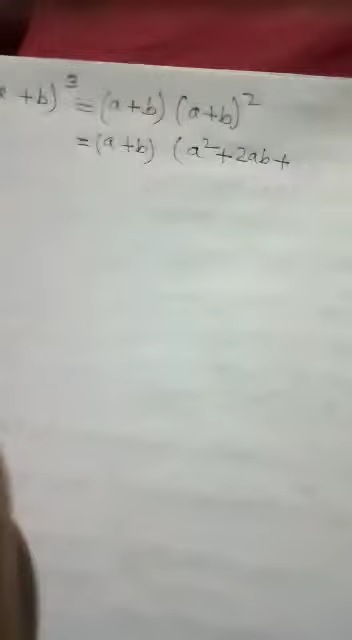 +b)³ = (a+b) (a+b)²
= (a+b) (a²+2ab+